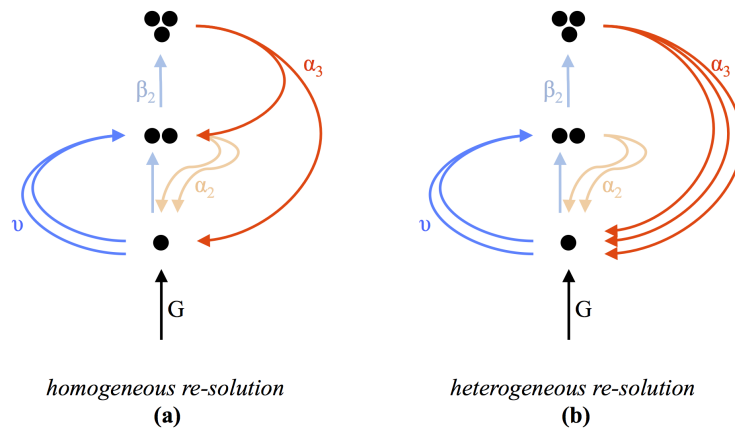 α₃
β₂
α₂
υ
G
homogeneous re-solution
(a)
α₃
β₂
α₂
υ
G
heterogeneous re-solution
(b)